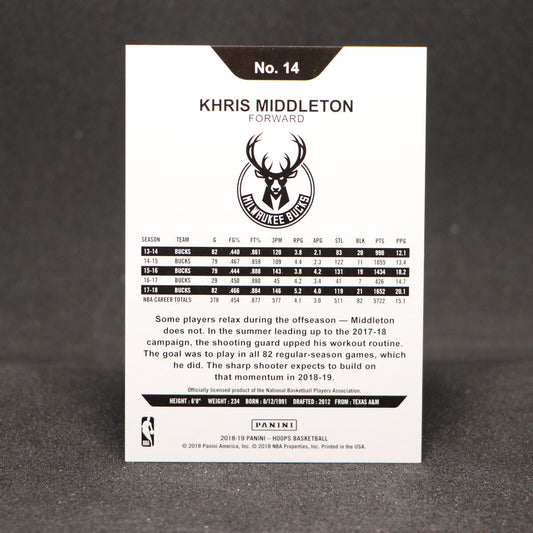 No. 14
KHRIS MIDDLETON
FORWARD
MILWAUKEE BUCKS
SEASON TEAM G FG% FT% 3PM RPG APG STL BLK PTS PPG
13-14 BUCKS 82 .440 .861 129 3.8 2.1 83 20 990 12.1
14-15 BUCKS 79 .467 .859 109 4.4 2.3 122 11 1055 13.4
15-16 BUCKS 79 .444 .888 143 3.8 4.2 131 19 1434 18.2
16-17 BUCKS 29 .450 .880 45 4.2 3.4 41 7 426 14.7
17-18 BUCKS 82 .466 .884 146 5.2 4.0 119 21 1652 20.1
NBA CAREER TOTALS 378 .454 .877 577 4.1 3.0 511 82 5722 15.1
Some players relax during the offseason — Middleton
does not. In the summer leading up to the 2017-18
campaign, the shooting guard upped his workout routine.
The goal was to play in all 82 regular-season games, which
he did. The sharp shooter expects to build on
that momentum in 2018-19.
Officially licensed product of the National Basketball Players Association.
HEIGHT : 6'8" WEIGHT : 234 BORN : 8/12/1991 DRAFTED : 2012 FROM : TEXAS A&M
PANINI
NBA
2018-19 PANINI – HOOPS BASKETBALL
© 2018 Panini America, Inc. © 2018 NBA Properties, Inc. Printed in the USA.